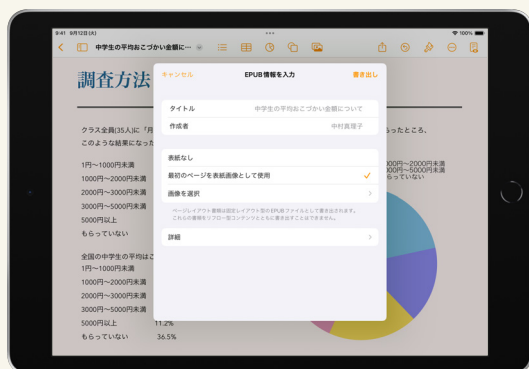 9:41 9月12日(火)
100%
中学生の平均おこづかい金額に…
調査方法
キャンセル
EPUB情報を入力
書き出し
タイトル
中学生の平均おこづかい金額について
作成者
中村真理子
表紙なし
最初のページを表紙画像として使用
画像を選択
ページレイアウト書類は固定レイアウト型のEPUBファイルとして書き出されます。
これらの書類をリフロー型コンテンツとともに書き出すことはできません。
詳細
クラス全員(35人)に「月
らったところ、
このような結果になった
1円〜1000円未満
1000円〜2000円未満
2000円〜3000円未満
3000円〜5000円未満
5000円以上
もらっていない
000円〜2000円未満
000円〜5000円未満
らっていない
全国の中学生の平均はこ
1円〜1000円未満
1000円〜2000円未満
2000円〜3000円未満
3000円〜5000円未満
5000円以上 11.2%
もらっていない 36.5%